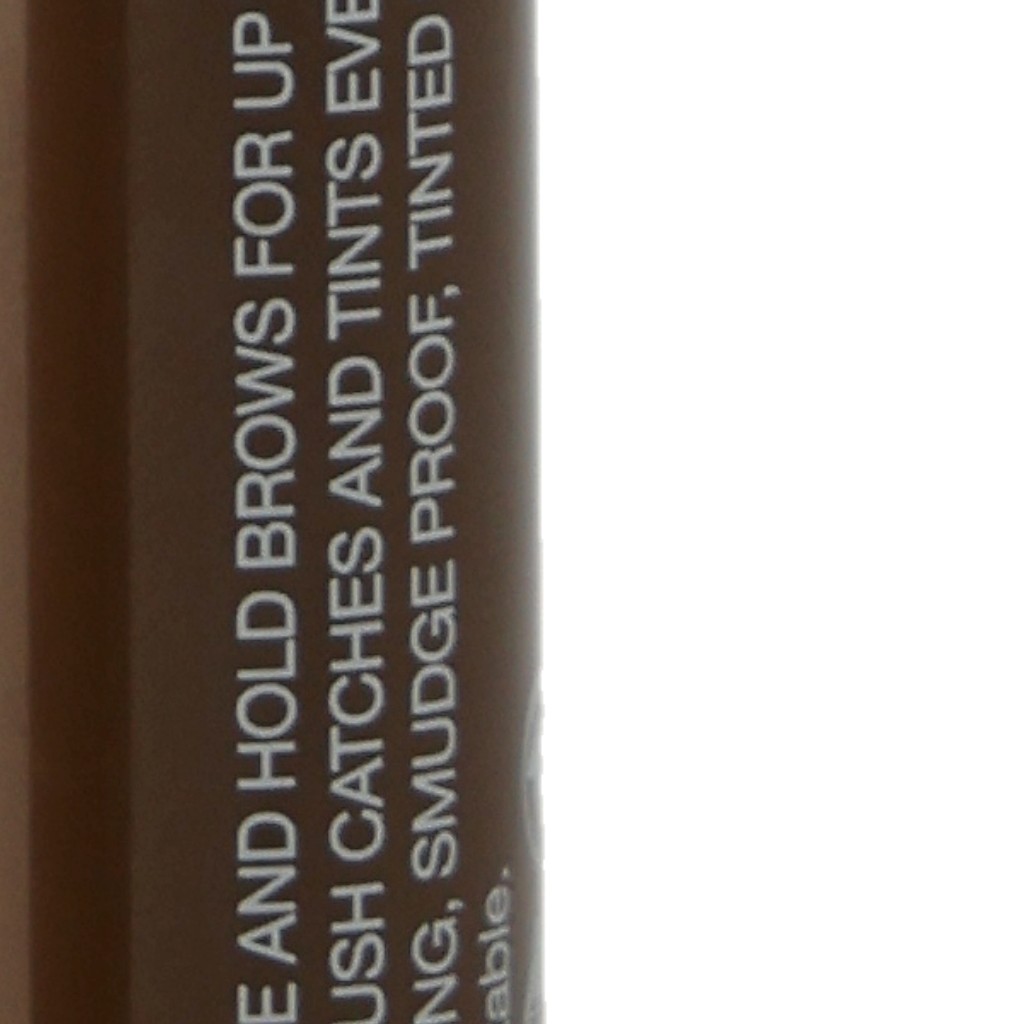 E AND HOLD BROWS FOR UP
USH CATCHES AND TINTS EVE
NG, SMUDGE PROOF, TINTED
able.